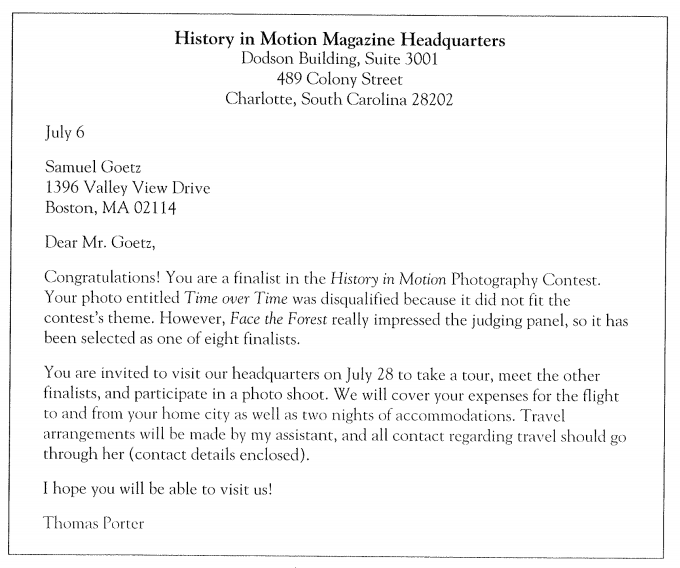 History in Motion Magazine Headquarters
Dodson Building, Suite 3001
489 Colony Street
Charlotte, South Carolina 28202
July 6
Samuel Goetz
1396 Valley View Drive
Boston, MA 02114
Dear Mr. Goetz,
Congratulations! You are a finalist in the History in Motion Photography Contest.
Your photo entitled Time over Time was disqualified because it did not fit the
contest's theme. However, Face the Forest really impressed the judging panel, so it has
been selected as one of eight finalists.
You are invited to visit our headquarters on July 28 to take a tour, meet the other
finalists, and participate in a photo shoot. We will cover your expenses for the flight
to and from your home city as well as two nights of accommodations. Travel
arrangements will be made by my assistant, and all contact regarding travel should go
through her (contact details enclosed).
I hope you will be able to visit us!
Thomas Porter